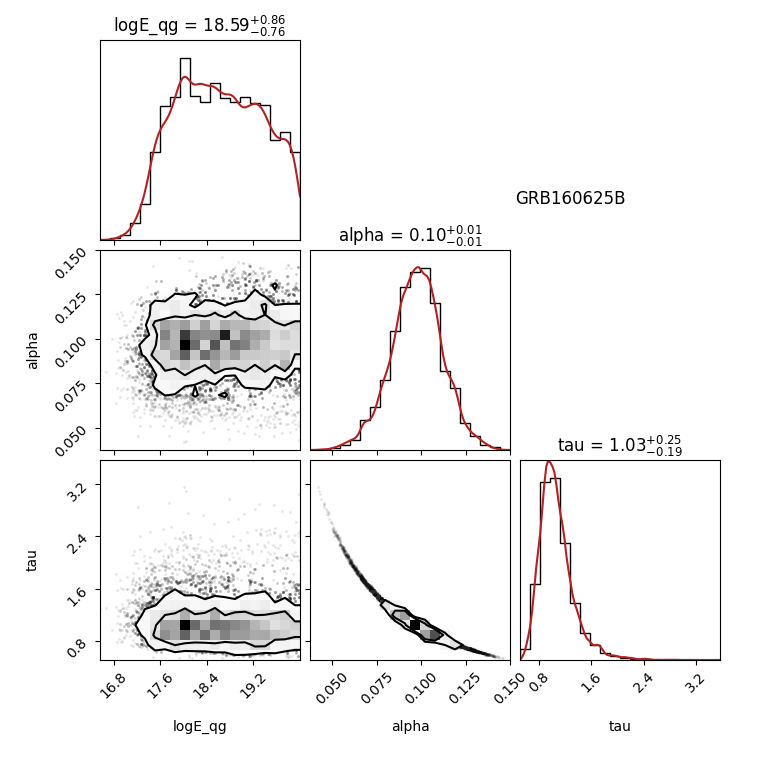 logE_qg = 18.59+0.86−0.76
GRB160625B
alpha = 0.10+0.01−0.01
0.150
0.125
0.100
0.075
0.050
alpha
tau = 1.03+0.25−0.19
3.2
2.4
1.6
0.8
tau
16.8 17.6 18.4 19.2
0.050 0.075 0.100 0.125 0.150
0.8 1.6 2.4 3.2
logE_qg alpha tau